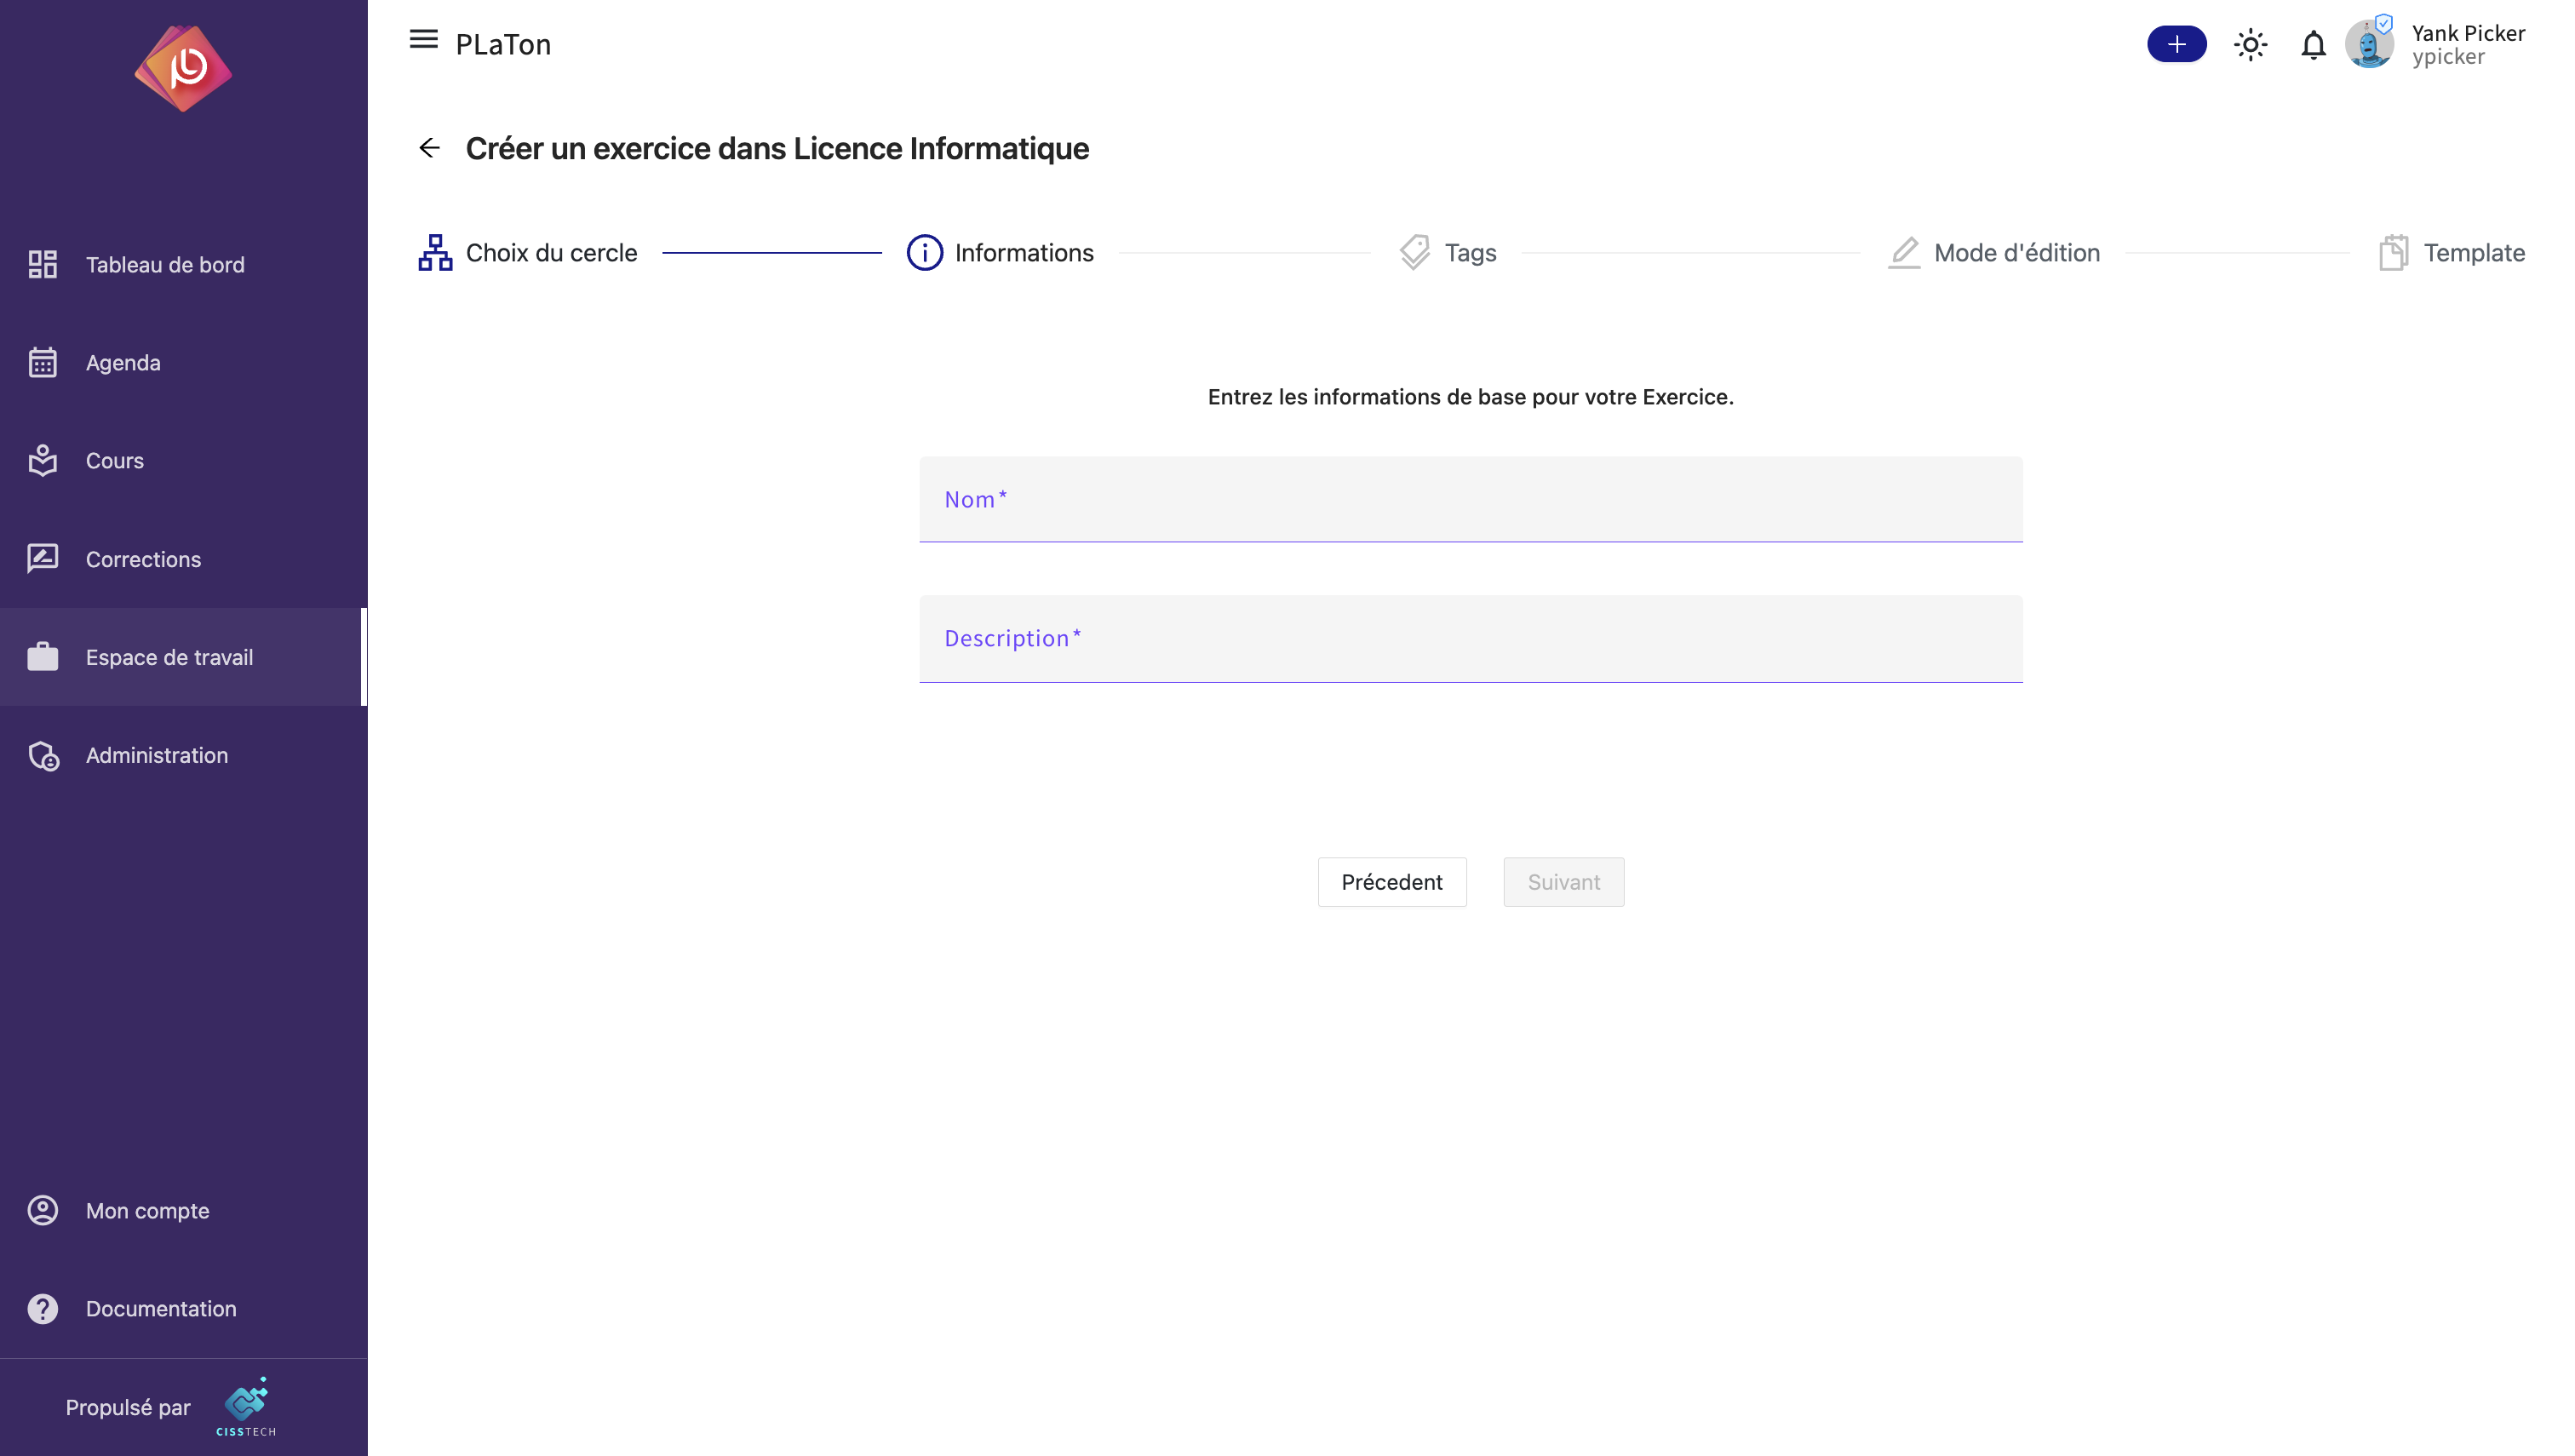 PLaTon
Yank Picker
ypicker
Créer un exercice dans Licence Informatique
Choix du cercle
Informations
Tags
Mode d'édition
Template
Tableau de bord
Agenda
Cours
Corrections
Espace de travail
Administration
Entrez les informations de base pour votre Exercice.
Nom*
Description*
Précedent
Suivant
Mon compte
Documentation
Propulsé par
CISSTECH